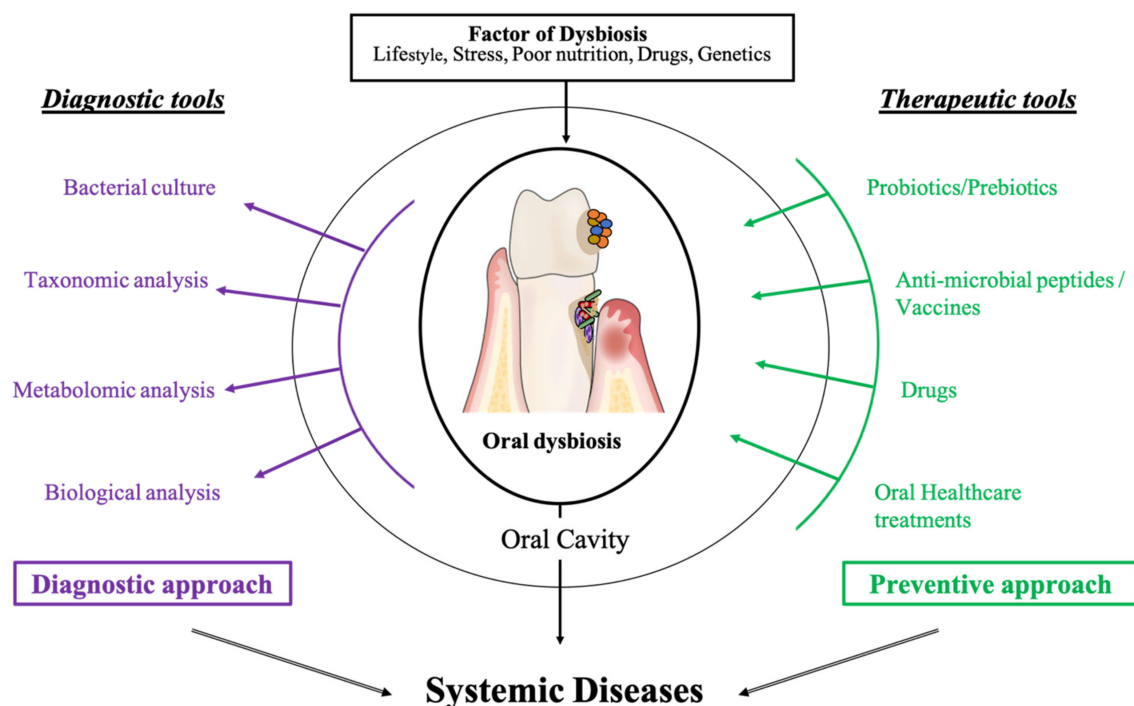 Factor of Dysbiosis
Lifestyle, Stress, Poor nutrition, Drugs, Genetics
Diagnostic tools
Therapeutic tools
Bacterial culture
Taxonomic analysis
Metabolomic analysis
Biological analysis
Probiotics/Prebiotics
Anti-microbial peptides /
Vaccines
Drugs
Oral Healthcare
treatments
Oral dysbiosis
Oral Cavity
Diagnostic approach
Preventive approach
Systemic Diseases